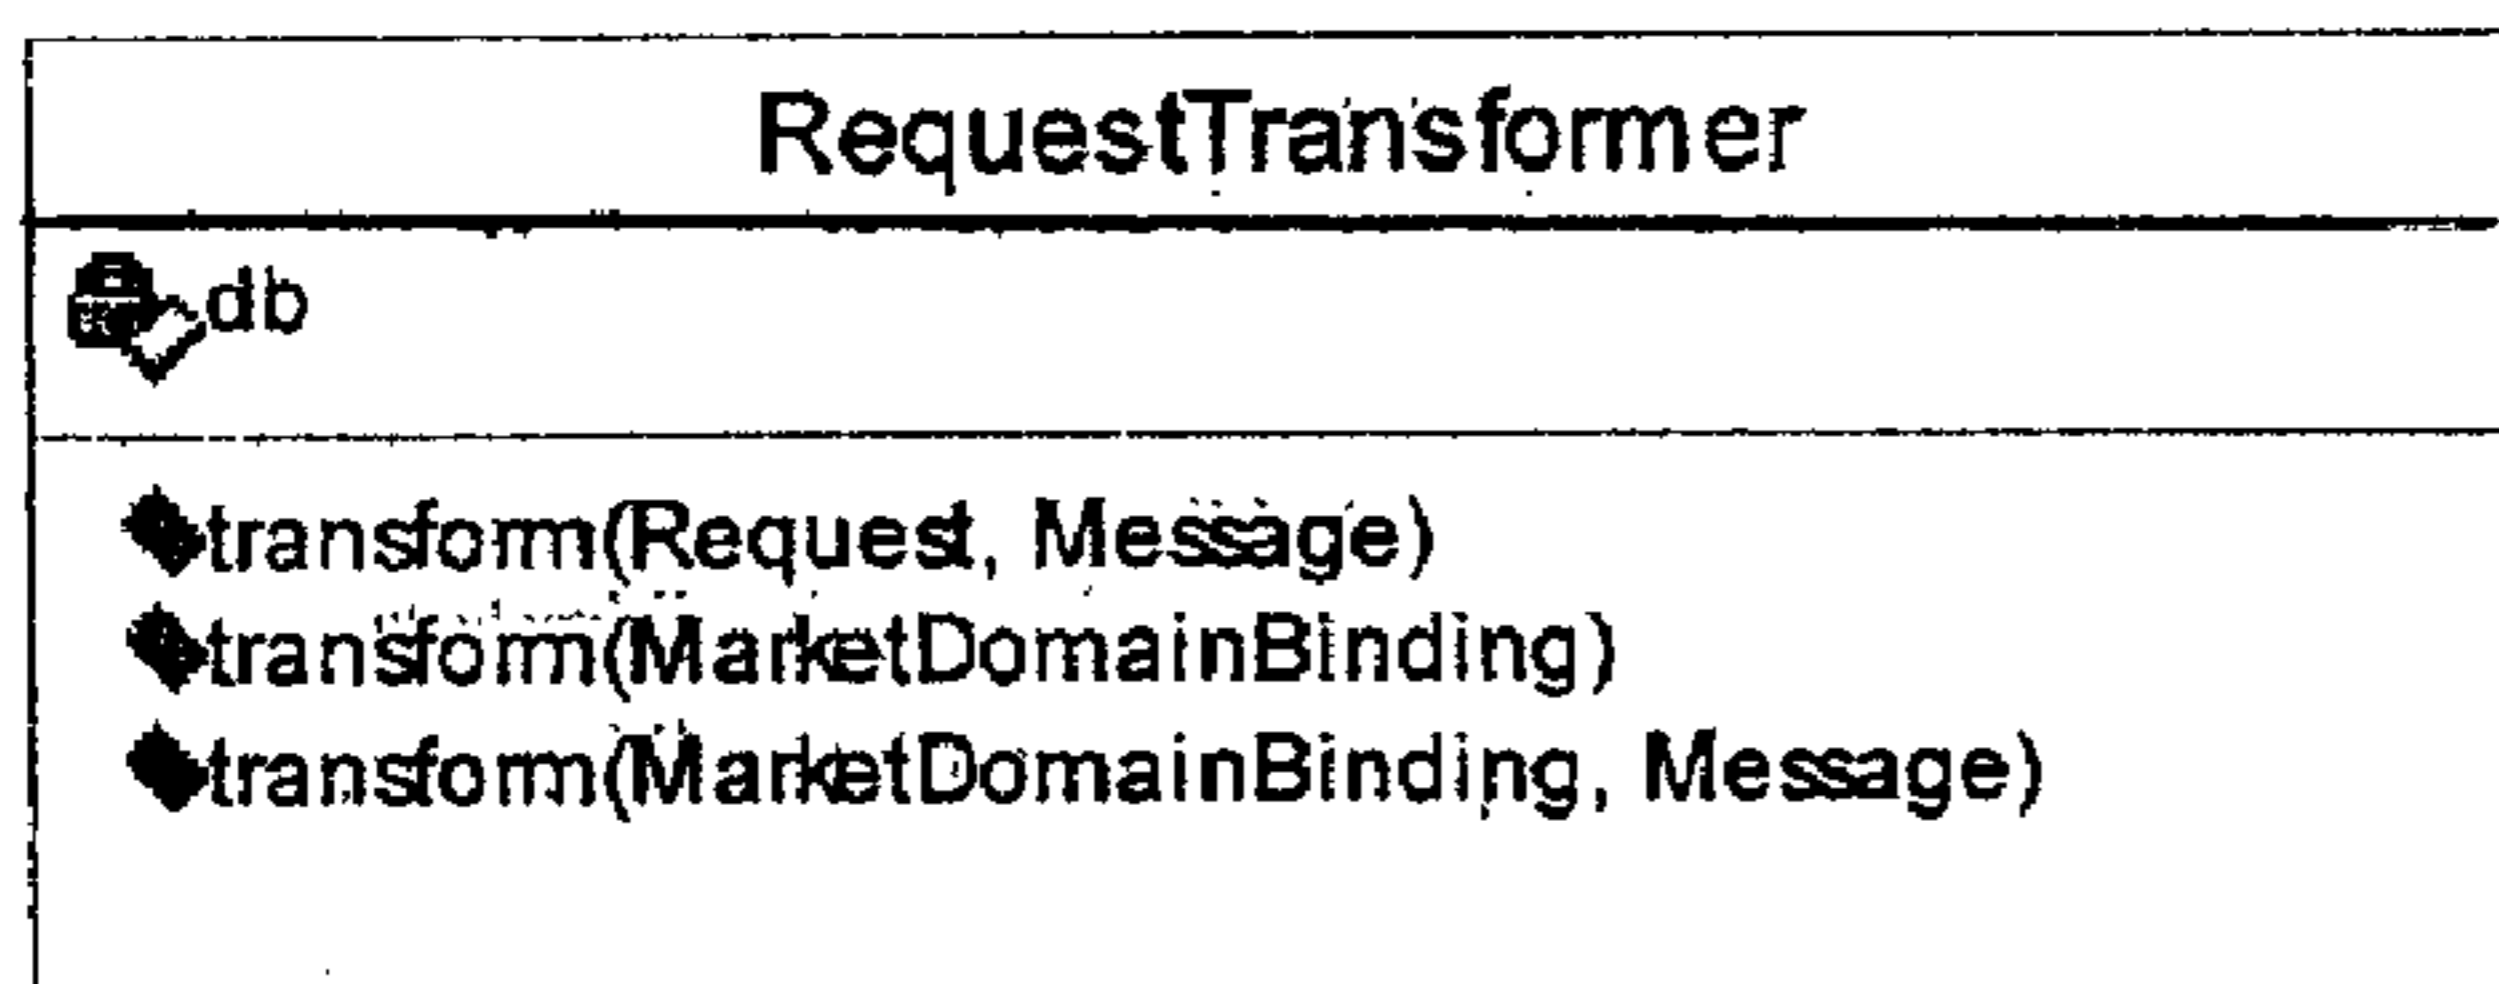 RequestTransformer
db
transform(Request, Message)
transform(MarketDomainBinding)
transform(MarketDomainBinding, Message)